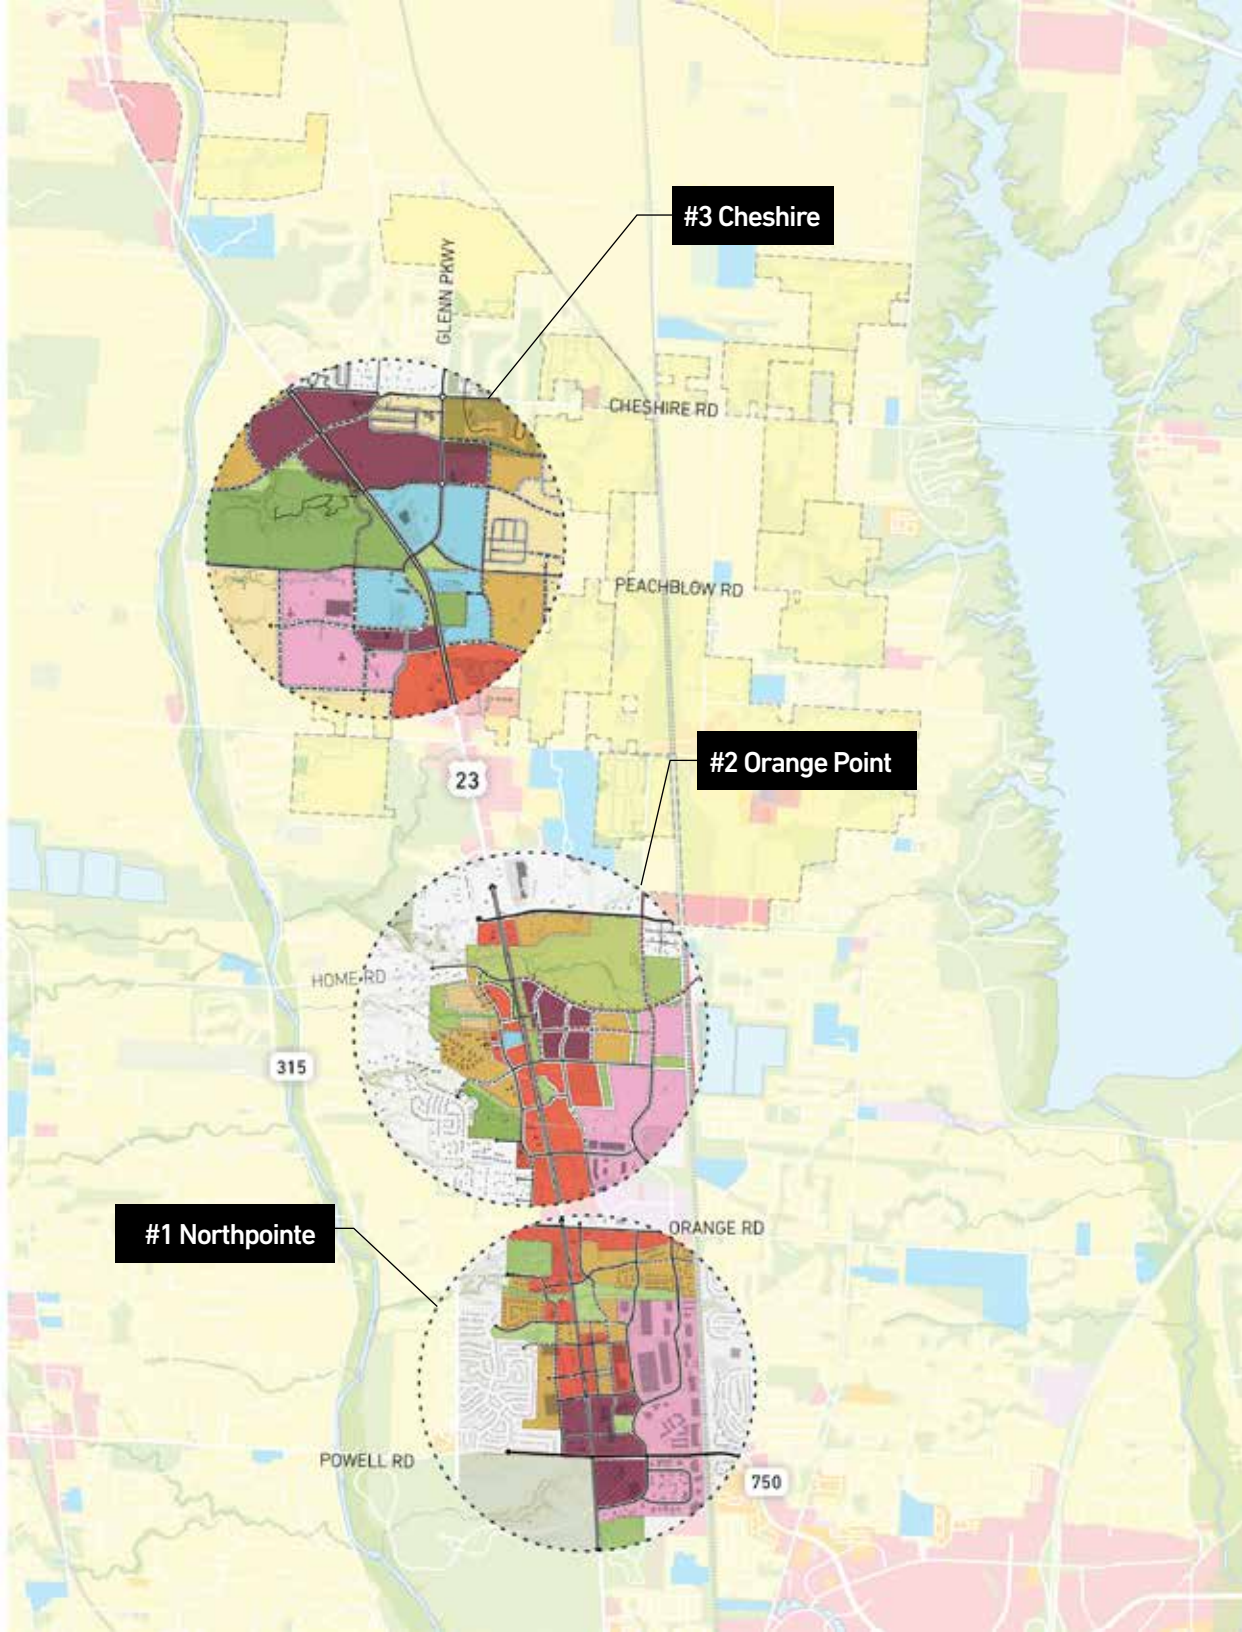 #3 Cheshire
GLENN PKWY
CHESHIRE RD
PEACHBLOW RD
#2 Orange Point
23
HOME RD
315
#1 Northpointe
ORANGE RD
POWELL RD
750